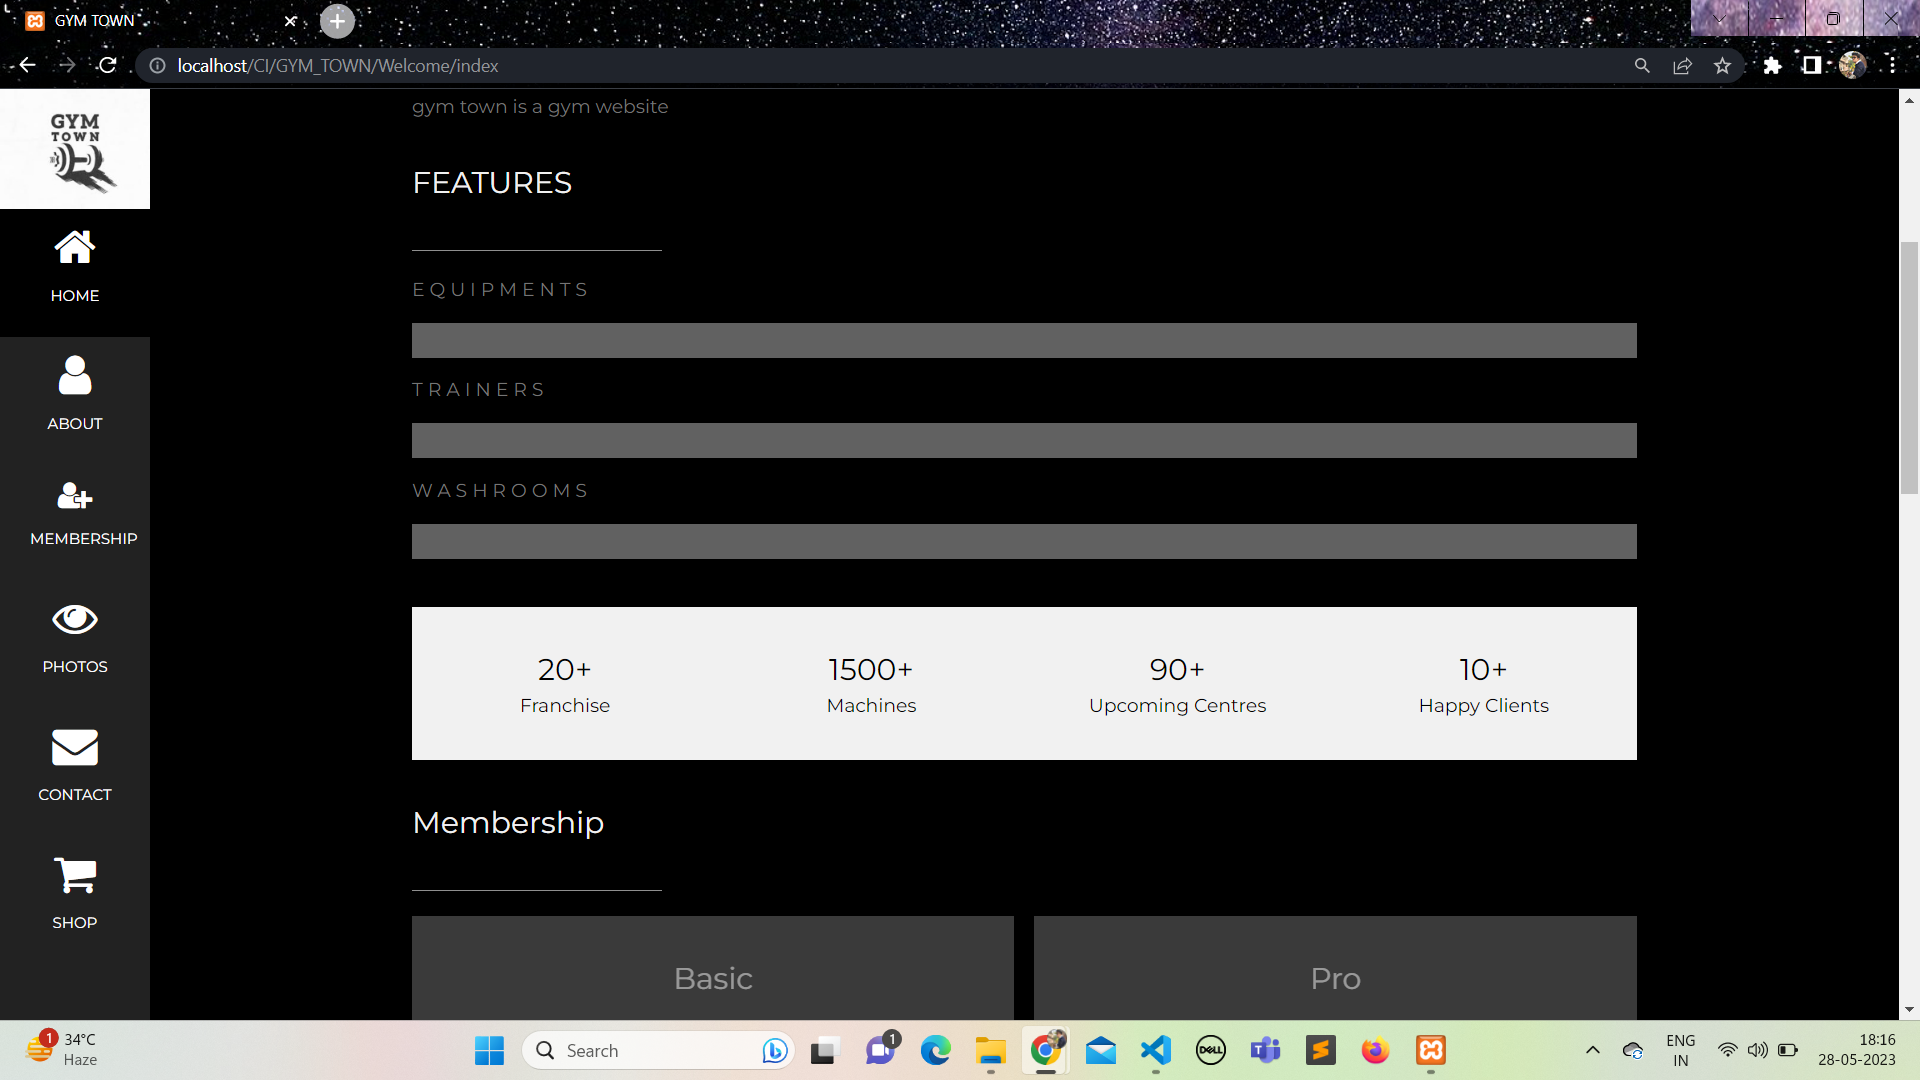 GYM TOWN
localhost/CI/GYM_TOWN/Welcome/index
GYM
TOWN
HOME
ABOUT
MEMBERSHIP
PHOTOS
CONTACT
SHOP
gym town is a gym website
FEATURES
EQUIPMENTS
TRAINERS
WASHROOMS
20+ 1500+ 90+ 10+
Franchise Machines Upcoming Centres Happy Clients
Membership
Basic Pro
1 34°C
Haze
Search
1
DELL
ENG
IN
18:16
28-05-2023